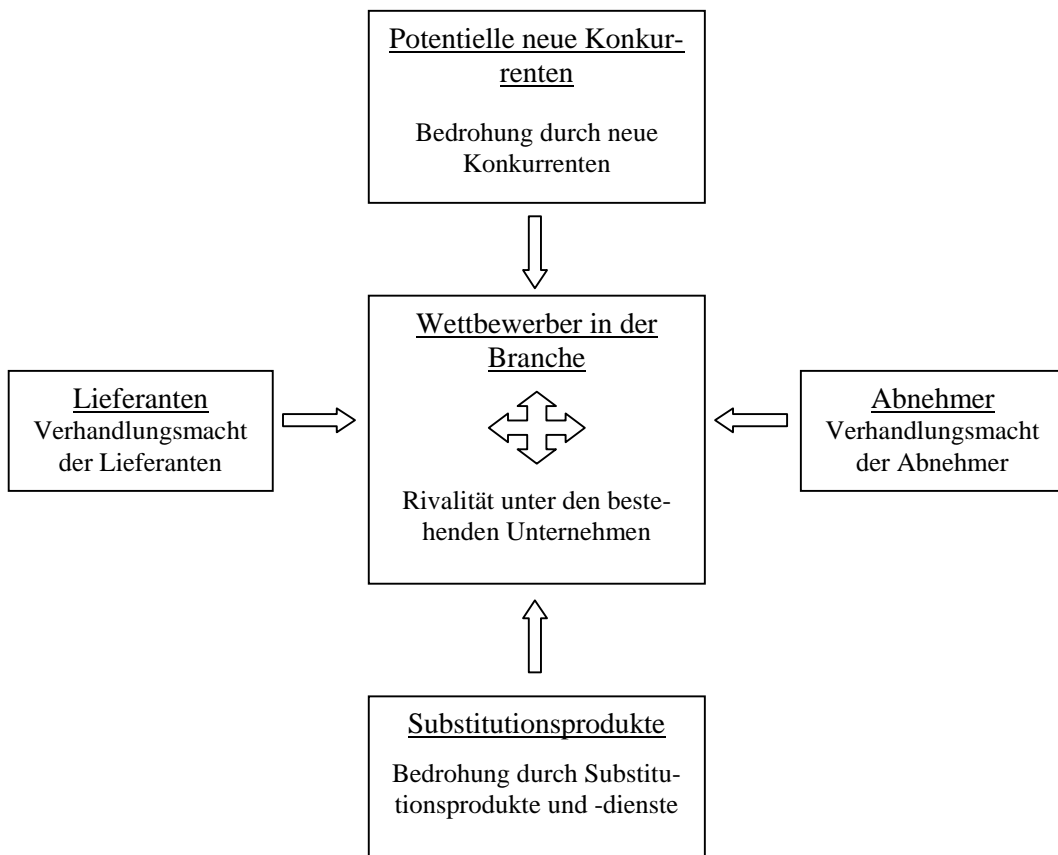 Potentielle neue Konkur-
renten
Bedrohung durch neue
Konkurrenten
Wettbewerber in der
Branche
Rivalität unter den beste-
henden Unternehmen
Lieferanten
Verhandlungsmacht
der Lieferanten
Abnehmer
Verhandlungsmacht
der Abnehmer
Substitutionsprodukte
Bedrohung durch Substitu-
tionsprodukte und -dienste